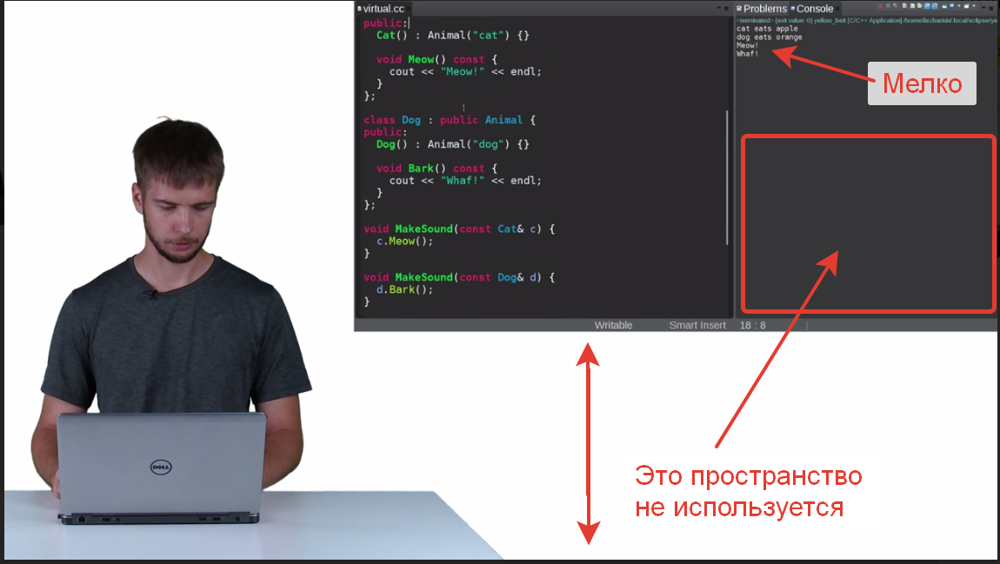 virtual.cc
public:
Cat() : Animal("cat") {}
void Meow() const {
cout << "Meow!" << endl;
}
};
class Dog : public Animal {
public:
Dog() : Animal("dog") {}
void Bark() const {
cout << "Whaf!" << endl;
}
};
void MakeSound(const Cat& c) {
c.Meow();
}
void MakeSound(const Dog& d) {
d.Bark();
}
Writable Smart Insert 18 : 8
Problems Console
<terminated> (exit value: 0) yellow_belt [C/C++ Application]
cat eats apple
dog eats orange
Meow!
Whaf!
Мелко
Это пространство
не используется
DELL